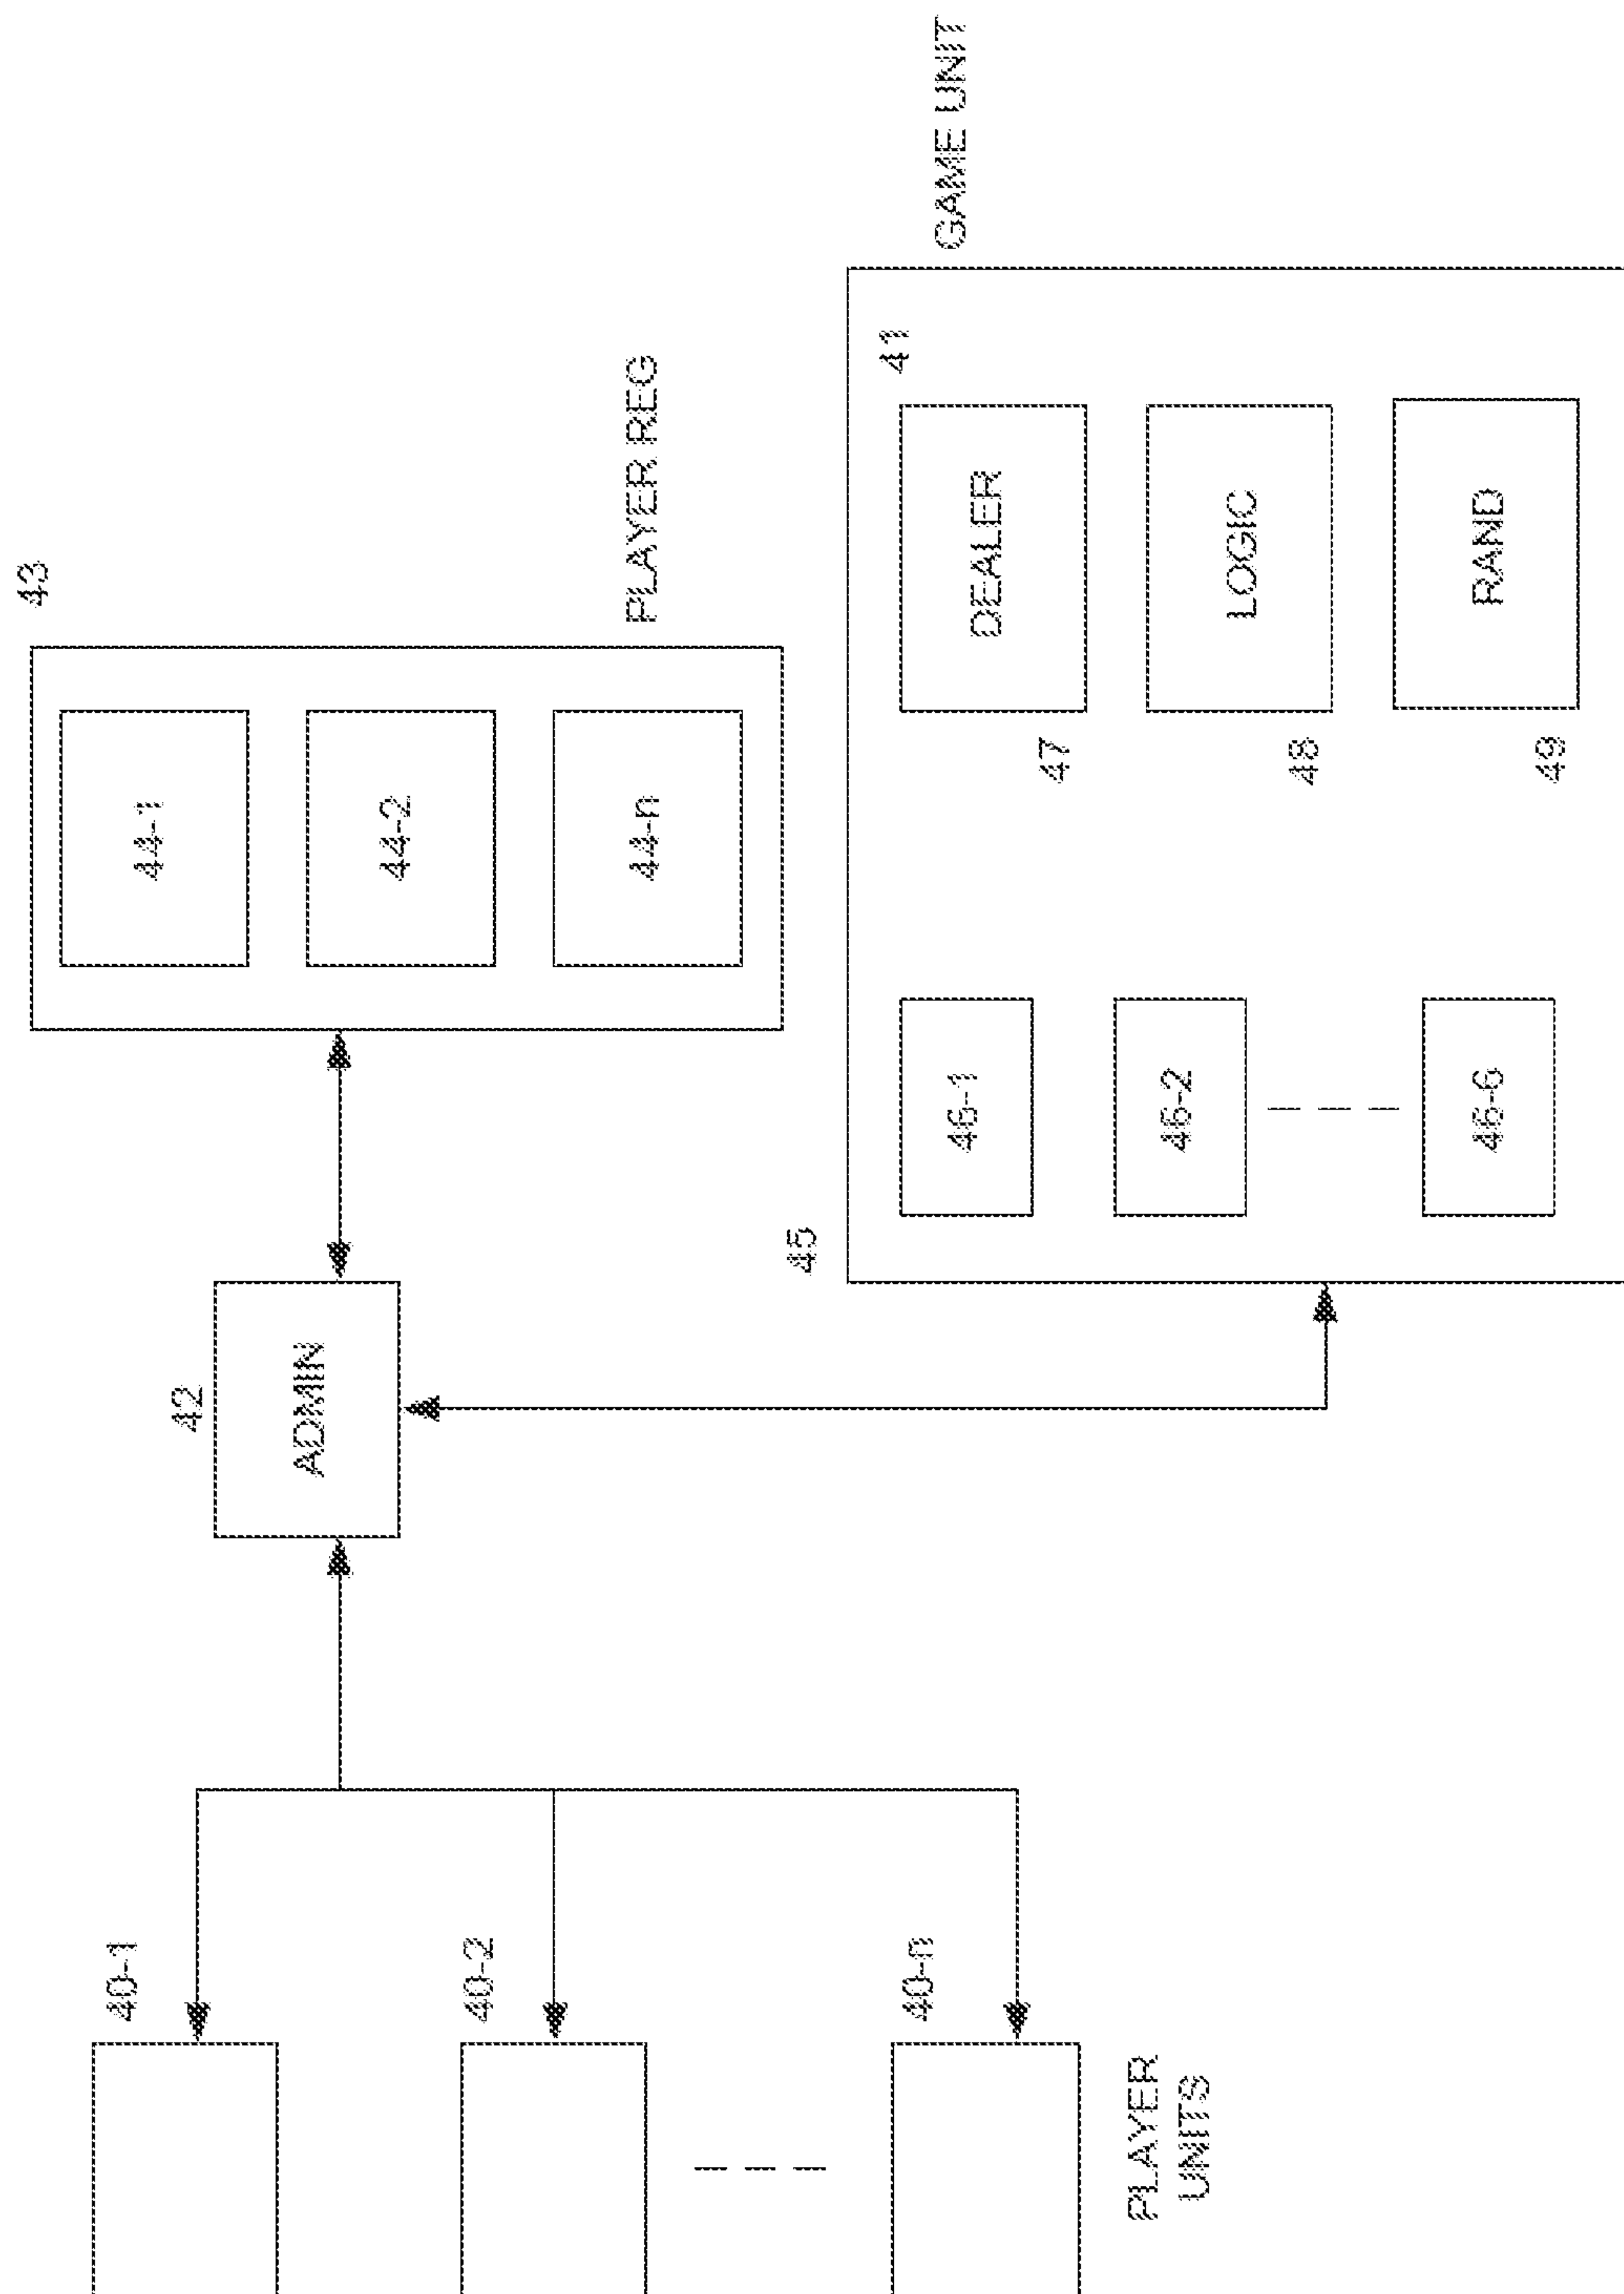 40-1
40-2
40-n
PLAYER
UNITS
42
ADMIN
43
44-1
44-2
44-n
PLAYER REG
45
46-1
46-2
46-6
41
DEALER
47
LOGIC
48
RAND
49
GAME UNIT